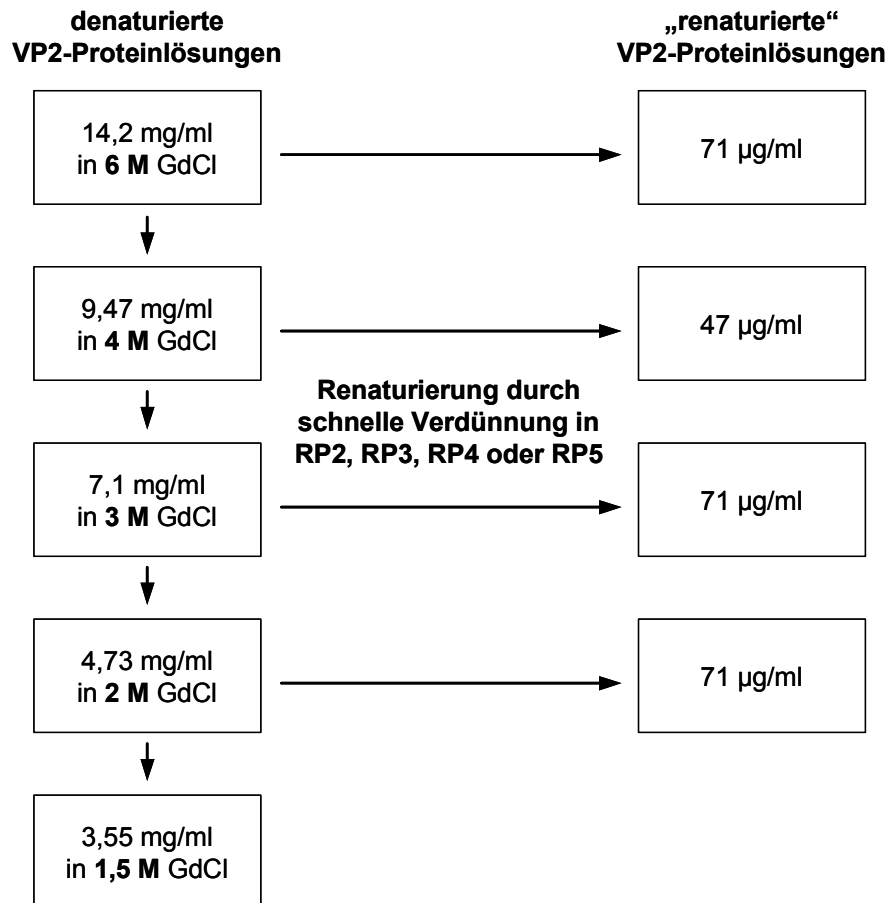 denaturierte
VP2-Proteinlösungen
„renaturierte“
VP2-Proteinlösungen
14,2 mg/ml
in 6 M GdCl
71 µg/ml
9,47 mg/ml
in 4 M GdCl
47 µg/ml
Renaturierung durch
schnelle Verdünnung in
RP2, RP3, RP4 oder RP5
7,1 mg/ml
in 3 M GdCl
71 µg/ml
4,73 mg/ml
in 2 M GdCl
71 µg/ml
3,55 mg/ml
in 1,5 M GdCl